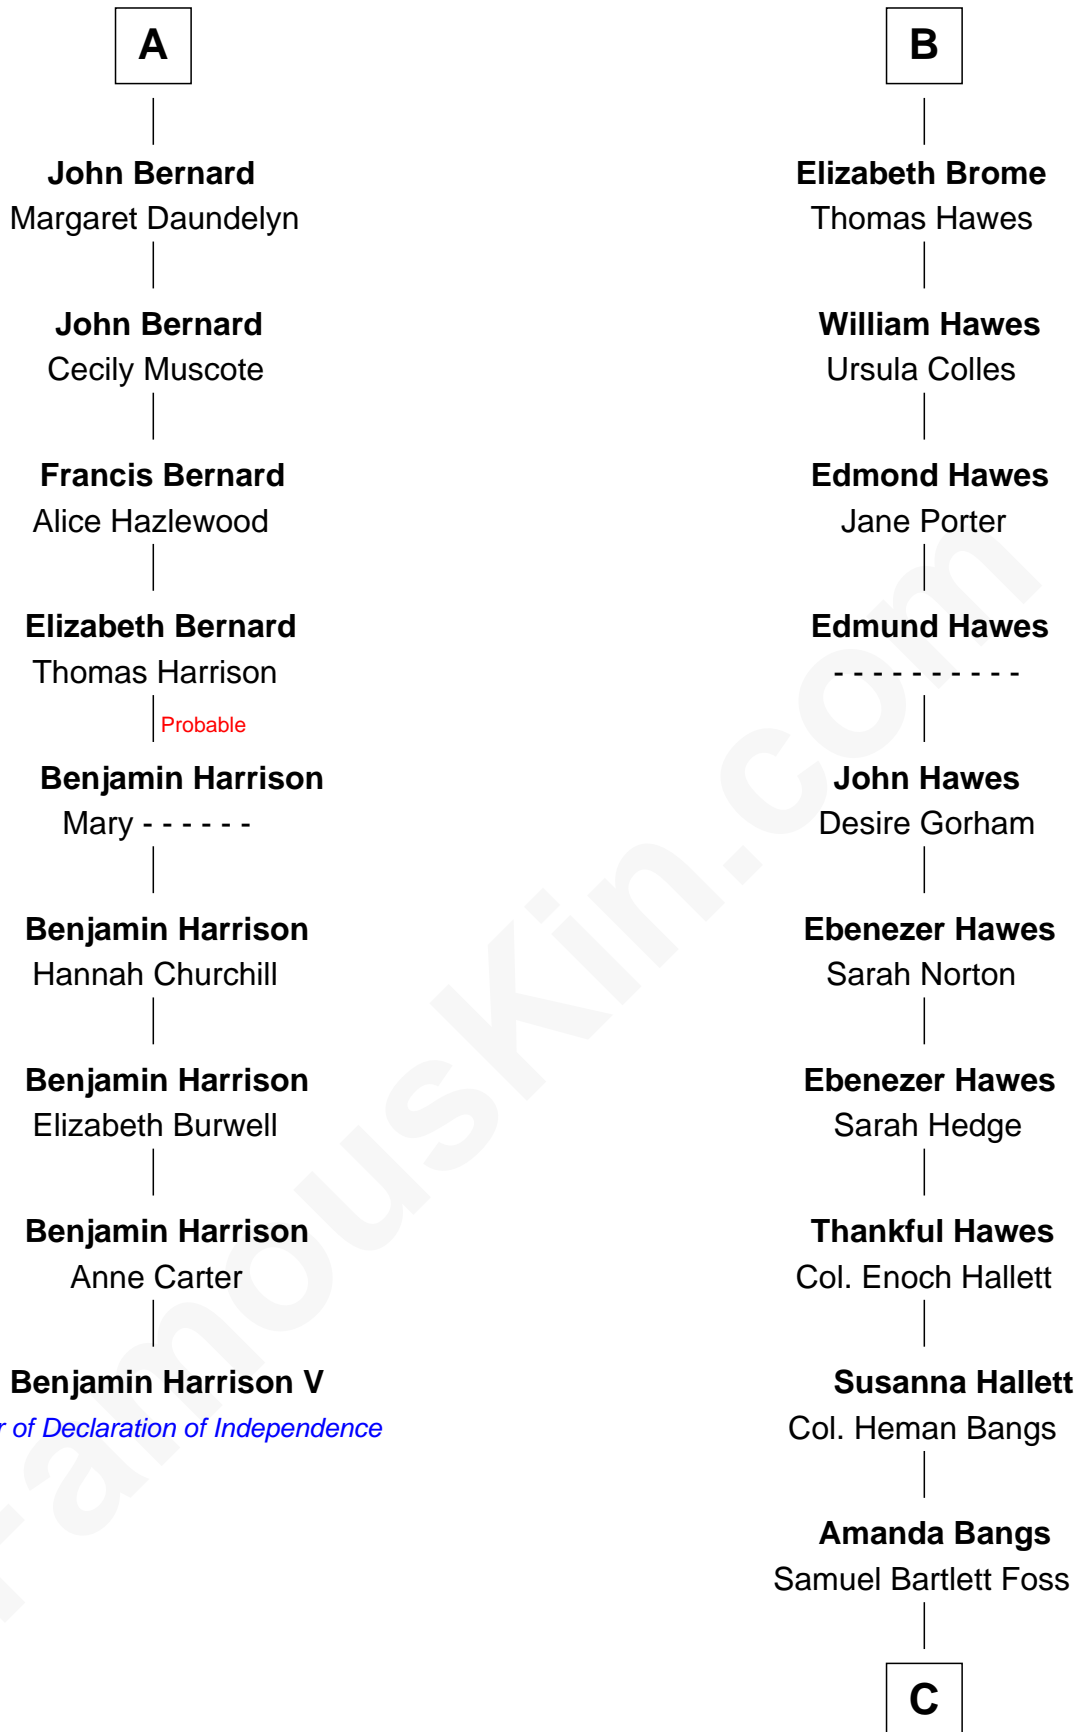 A
John Bernard
Margaret Daundelyn
John Bernard
Cecily Muscote
Francis Bernard
Alice Hazlewood
Elizabeth Bernard
Thomas Harrison
Probable
Benjamin Harrison
Mary - - - - - -
Benjamin Harrison
Hannah Churchill
Benjamin Harrison
Elizabeth Burwell
Benjamin Harrison
Anne Carter
Benjamin Harrison V
of Declaration of Independence
B
Elizabeth Brome
Thomas Hawes
William Hawes
Ursula Colles
Edmond Hawes
Jane Porter
Edmund Hawes
- - - - - - - - - -
John Hawes
Desire Gorham
Ebenezer Hawes
Sarah Norton
Ebenezer Hawes
Sarah Hedge
Thankful Hawes
Col. Enoch Hallett
Susanna Hallett
Col. Heman Bangs
Amanda Bangs
Samuel Bartlett Foss
C
FamousKin.com